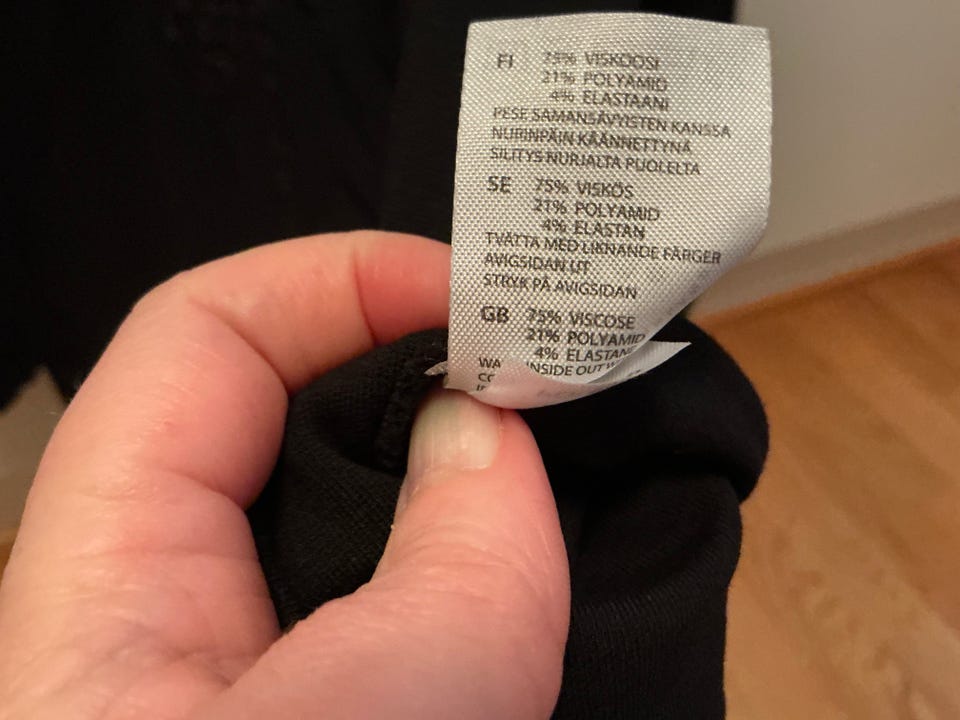 FI 75% VISKOOSI
21% POLYAMID
4% ELASTAANI
PESE SAMANSÄVYISTEN KANSSA
NURINPÄIN KÄÄNNETTYNÄ
SILITYS NURJALTA PUOLELTA
SE 75% VISKOS
21% POLYAMID
4% ELASTAN
TVÄTTA MED LIKNANDE FÄRGER
AVIGSIDAN UT
STRYK PÅ AVIGSIDAN
GB 75% VISCOSE
21% POLYAMID
4% ELASTANE
INSIDE OUT